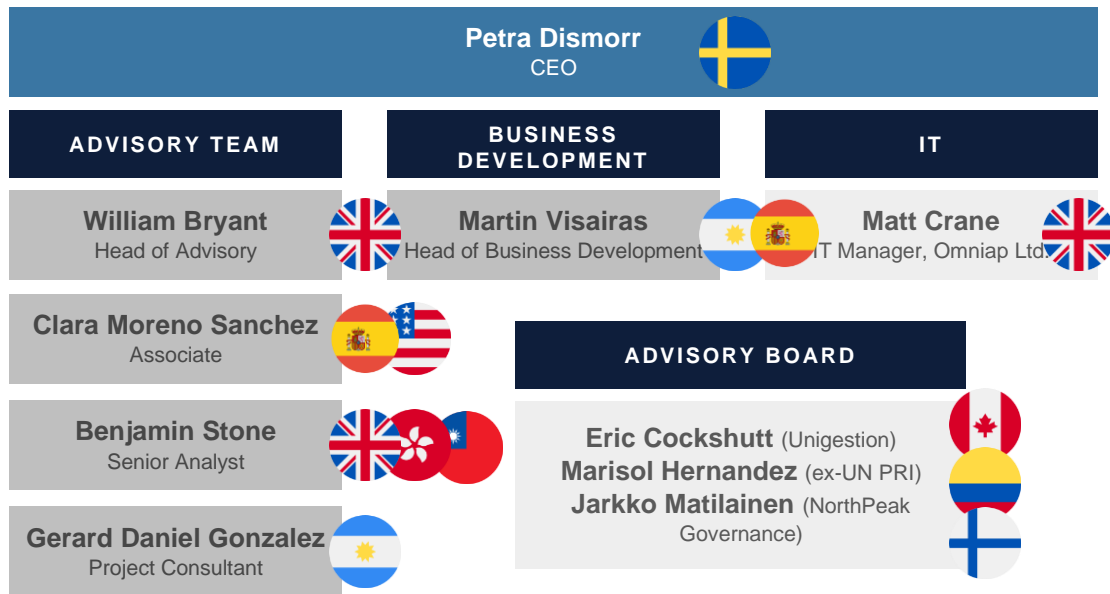 Petra Dismorr
CEO
ADVISORY TEAM
BUSINESS
DEVELOPMENT
IT
William Bryant
Head of Advisory
Martin Visairas
Head of Business Development
Matt Crane
IT Manager, Omniap Ltd.
Clara Moreno Sanchez
Associate
Benjamin Stone
Senior Analyst
Gerard Daniel Gonzalez
Project Consultant
ADVISORY BOARD
Eric Cockshutt (Unigestion)
Marisol Hernandez (ex-UN PRI)
Jarkko Matilainen (NorthPeak
Governance)